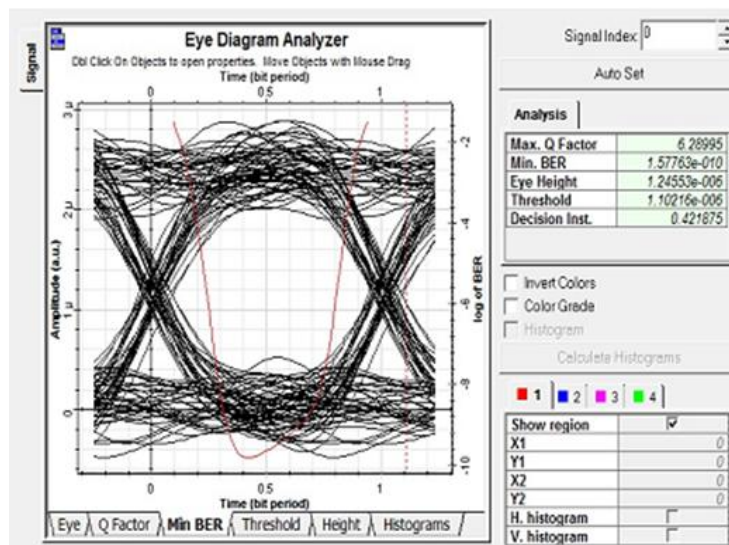 Signal
Eye Diagram Analyzer
Dbl Click On Objects to open properties. Move Objects with Mouse Drag
Time (bit period)
0 0.5 1
3 µ
2 µ
1 µ
0
Amplitude (a.u.)
-2
-4
-6
-8
-10
log of BER
0 0.5 1
Time (bit period)
Eye Q Factor Min BER Threshold Height Histograms
Signal Index: 0
Auto Set
Analysis
Max. Q Factor 6.28995
Min. BER 1.57763e-010
Eye Height 1.24553e-006
Threshold 1.10216e-006
Decision Inst. 0.421875
Invert Colors
Color Grade
Histogram
Calculate Histograms
1 2 3 4
Show region
X1 0
Y1 0
X2 0
Y2 0
H. histogram
V. histogram